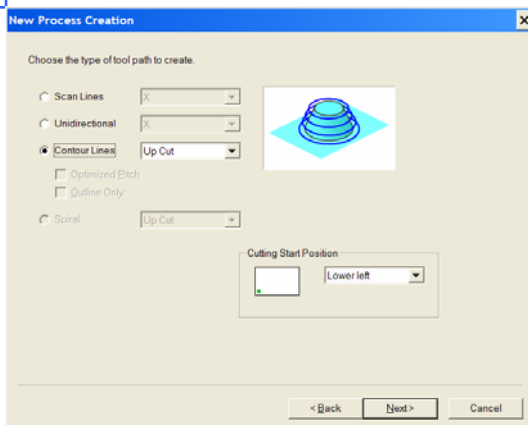 New Process Creation
Choose the type of tool path to create.
Scan Lines X
Unidirectional X
Contour Lines Up Cut
Optimized Pitch
Outline Only
Spiral Up Cut
Cutting Start Position
Lower left
< Back Next > Cancel